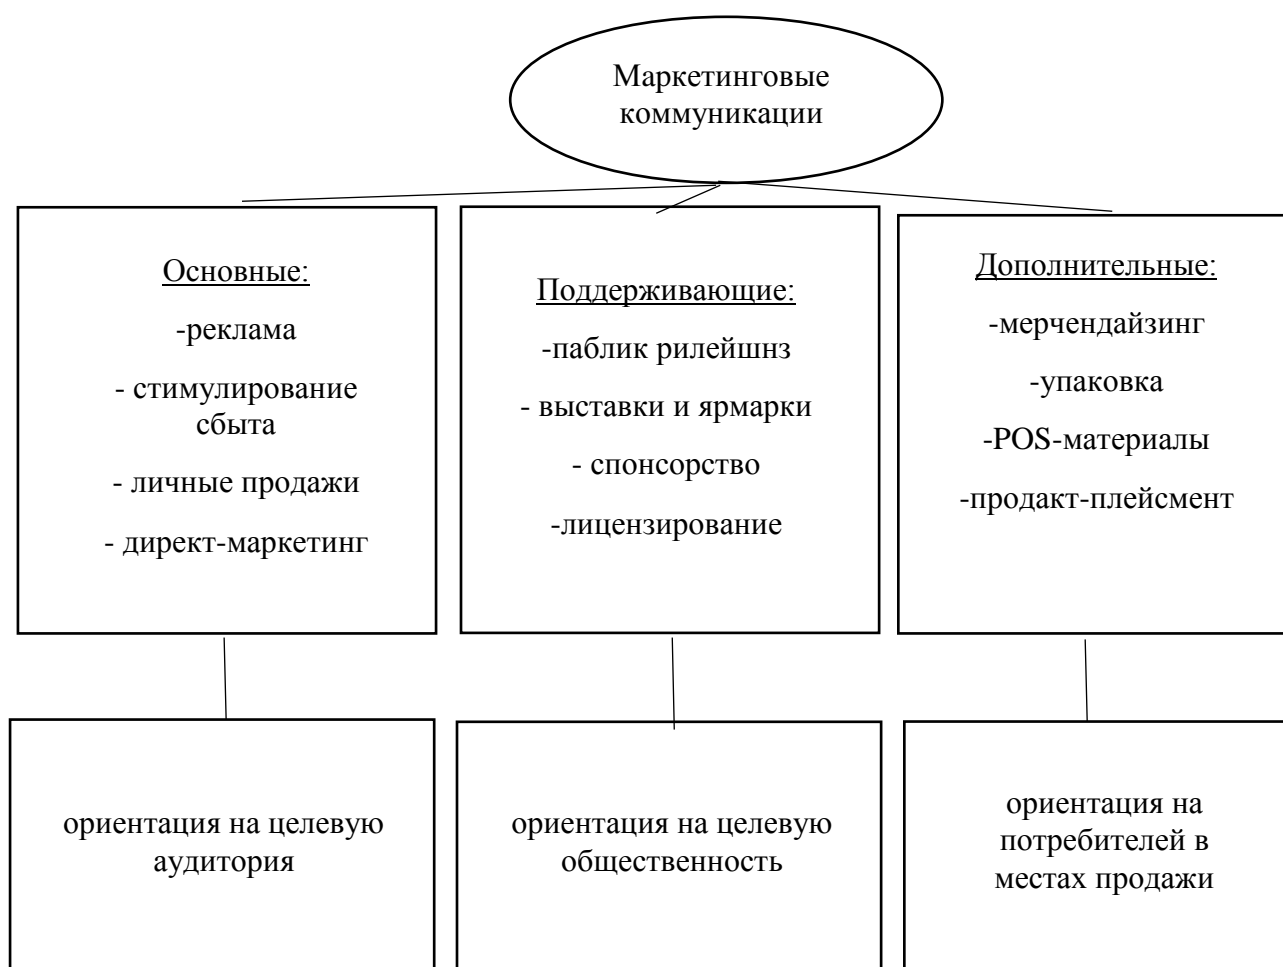 Маркетинговые
коммуникации
Основные:
-реклама
- стимулирование
сбыта
- личные продажи
- директ-маркетинг
Поддерживающие:
-паблик рилейшнз
- выставки и ярмарки
- спонсорство
-лицензирование
Дополнительные:
-мерчендайзинг
-упаковка
-POS-материалы
-продакт-плейсмент
ориентация на целевую
аудитория
ориентация на целевую
общественность
ориентация на
потребителей в
местах продажи